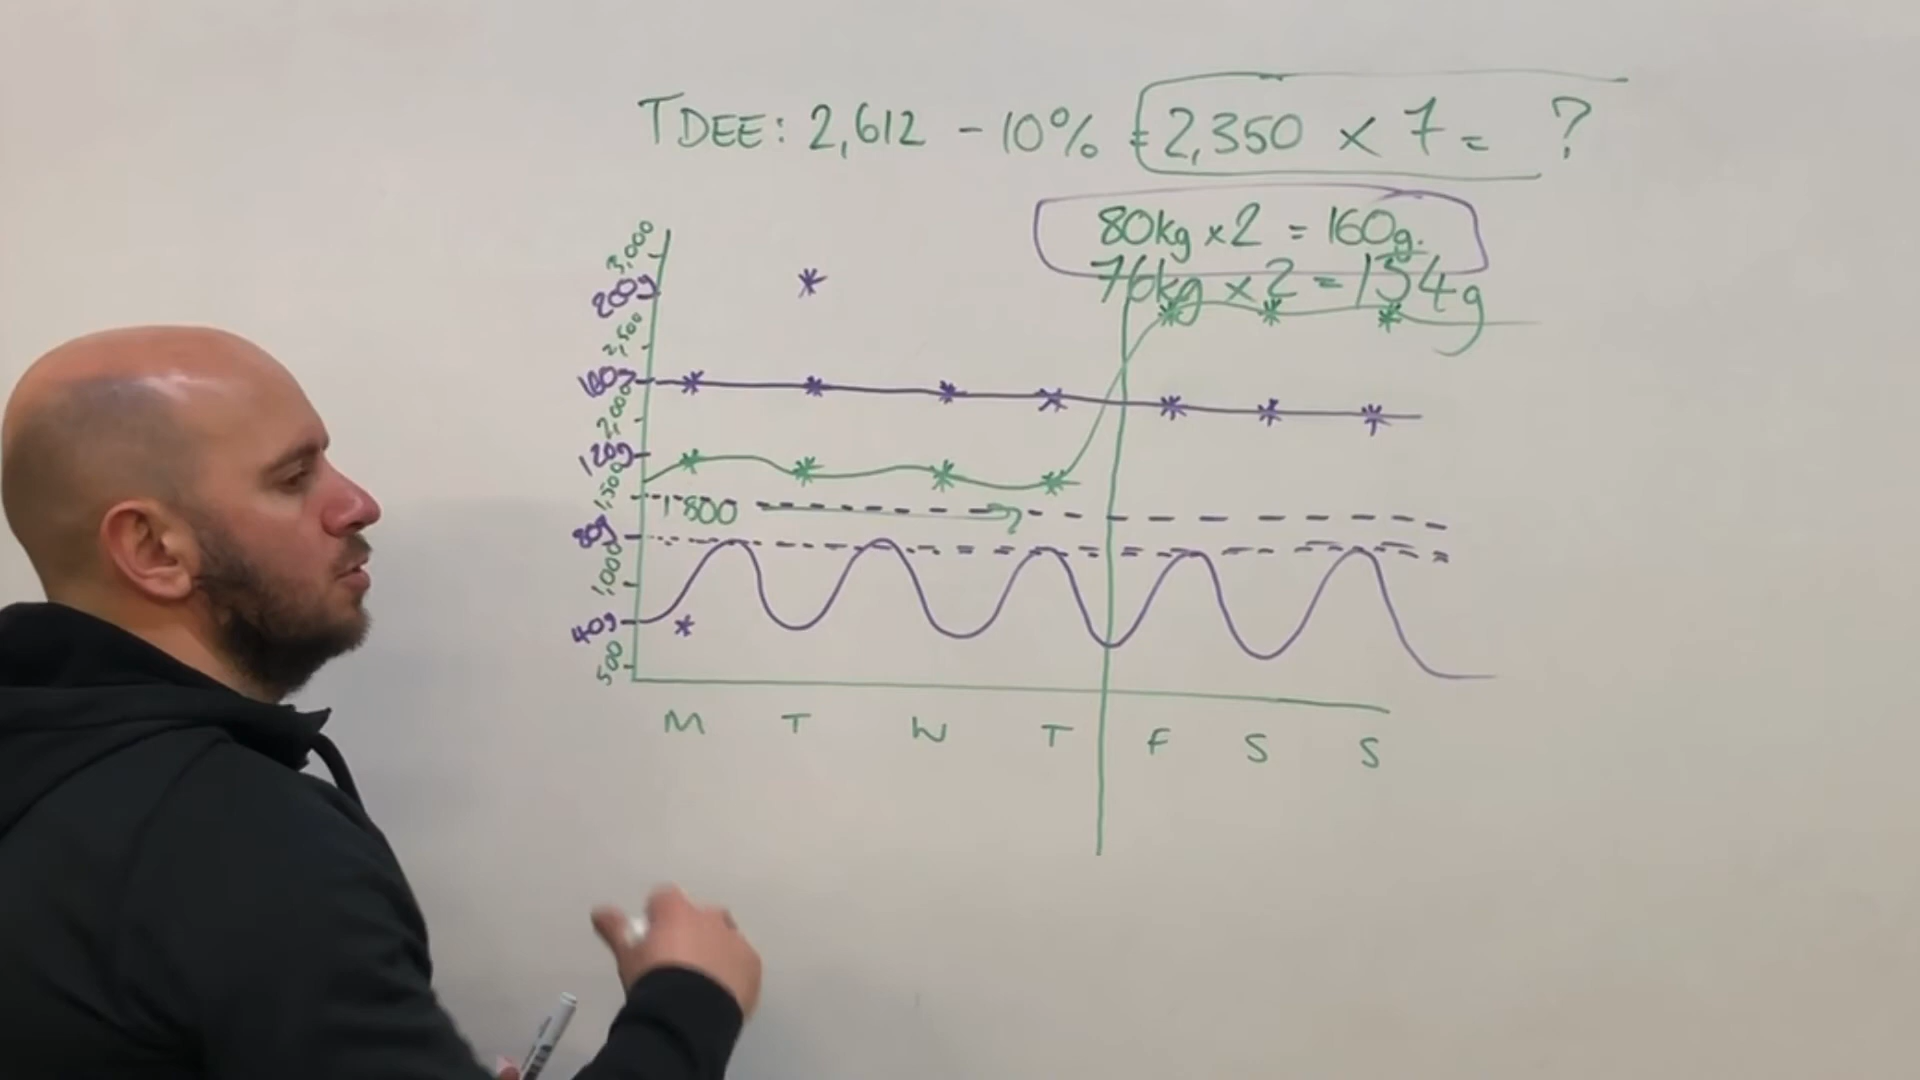 TDEE: 2,612 - 10% = 2,350 x 7 = ?
80kg x2 = 160g.
76kg x 2 = 154g
3,000
200g
2,500
160g
2,000
120g
1,500
1800
80g
1,000
40g
500
M T W T F S S